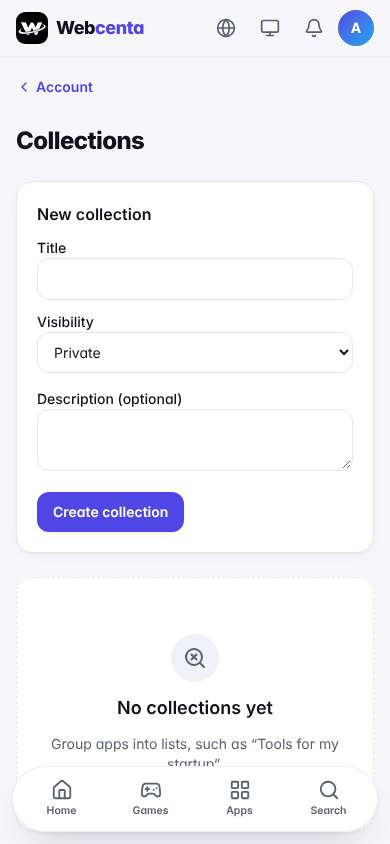 Webcenta
A
Account
Collections
New collection
Title
Visibility
Private
Description (optional)
Create collection
No collections yet
Group apps into lists, such as “Tools for my
startup”
Home
Games
Apps
Search